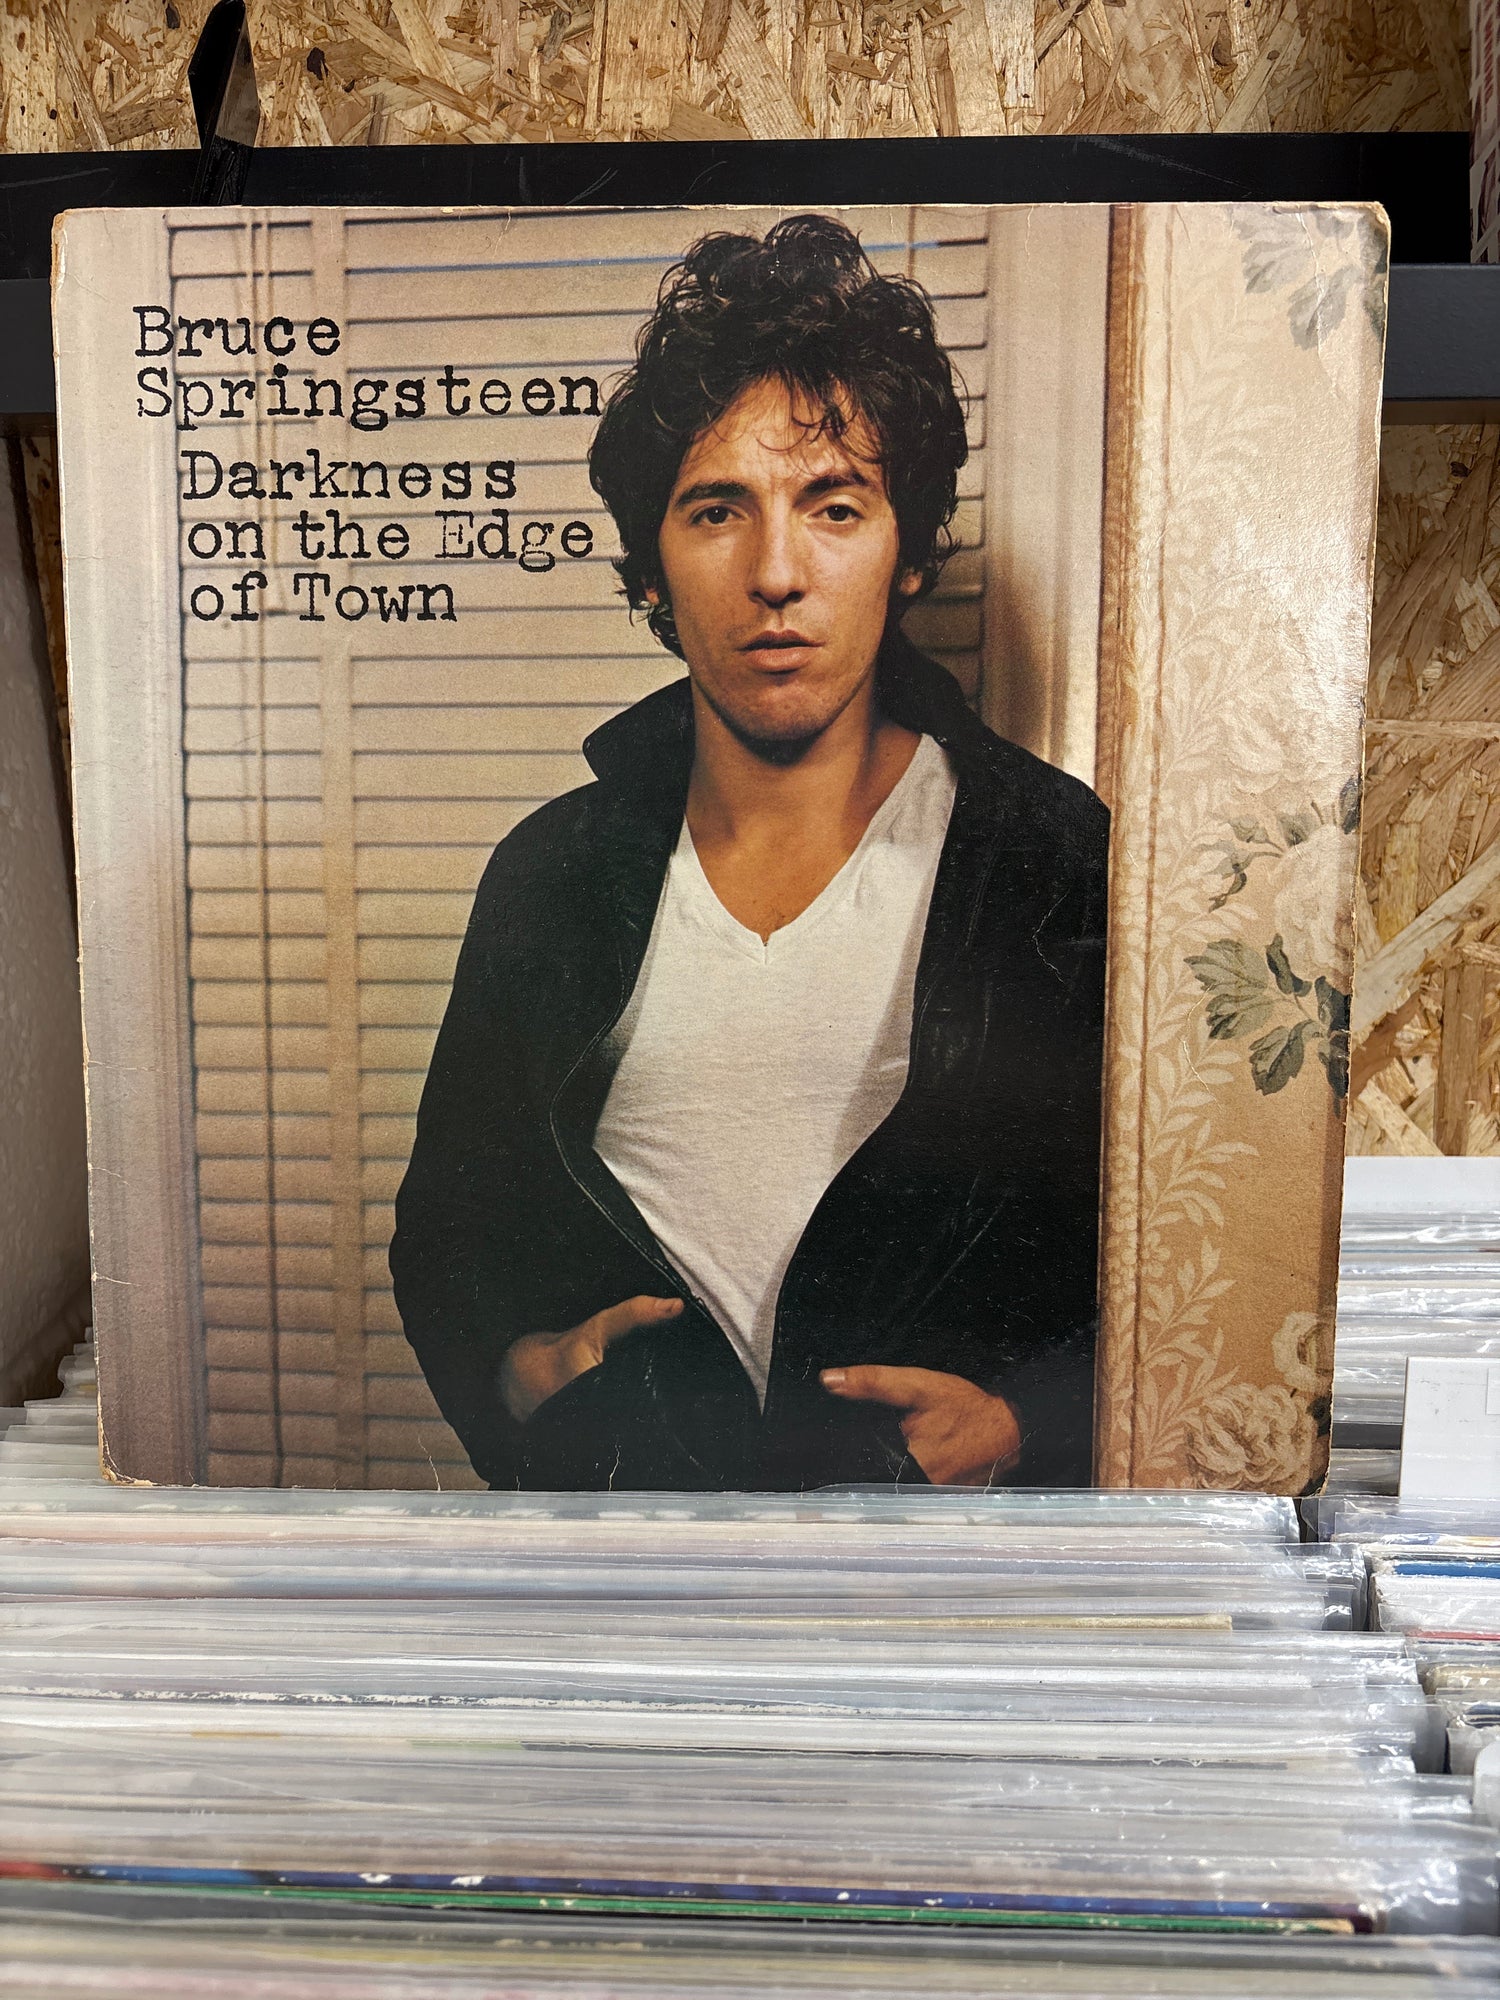 Bruce
Springsteen
Darkness
on the Edge
of Town